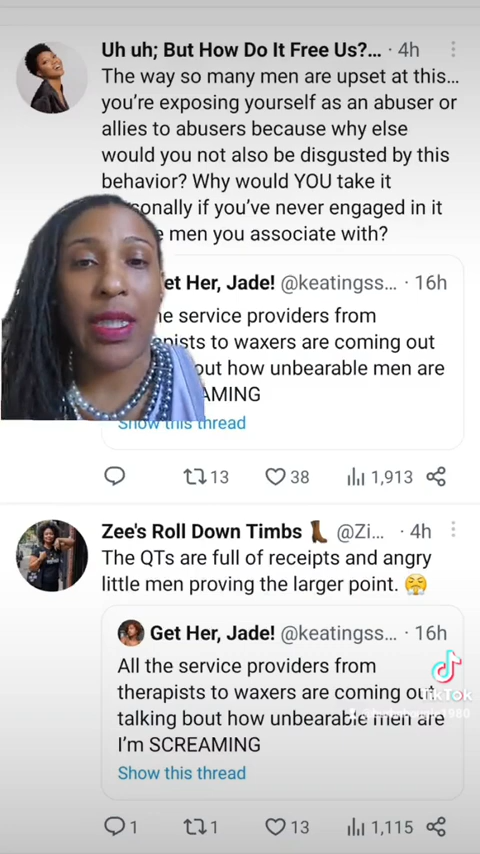 Uh uh; But How Do It Free Us?... · 4h
The way so many men are upset at this...
you're exposing yourself as an abuser or
allies to abusers because why else
would you not also be disgusted by this
behavior? Why would YOU take it
sonally if you've never engaged in it
men you associate with?
et Her, Jade! @keatingss... · 16h
e service providers from
pists to waxers are coming out
out how unbearable men are
AMING
Show this thread
13 38 1,913
Zee's Roll Down Timbs 👢 @Zi... · 4h
The QTs are full of receipts and angry
little men proving the larger point. 😤
Get Her, Jade! @keatingss... · 16h
All the service providers from
therapists to waxers are coming out
talking bout how unbearable men are
I'm SCREAMING
Show this thread
TikTok
1 1 13 1,115